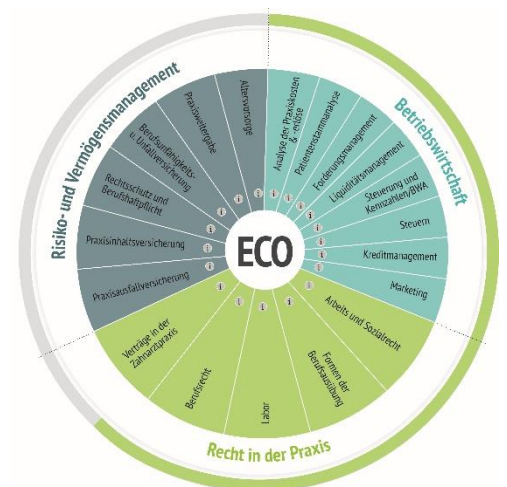 Risiko- und Vermögensmanagement
Betriebswirtschaft
Recht in der Praxis
ECO
Analyse der Praxiskosten
& -erlöse
Patientenstammanalyse
Forderungsmanagement
Liquiditätsmanagement
Steuerung und
Kennzahlen/BWA
Steuern
Kreditmanagement
Marketing
Arbeits und Sozialrecht
Formen der
Berufsausübung
Labor
Berufsrecht
Verträge in der
Zahnarztpraxis
Praxisausfallversicherung
Praxisinhaltsversicherung
Rechtsschutz und
Berufshaftpflicht
Berufsunfähigkeits-
u. Unfallversicherung
Praxisweitergabe
Altersvorsorge